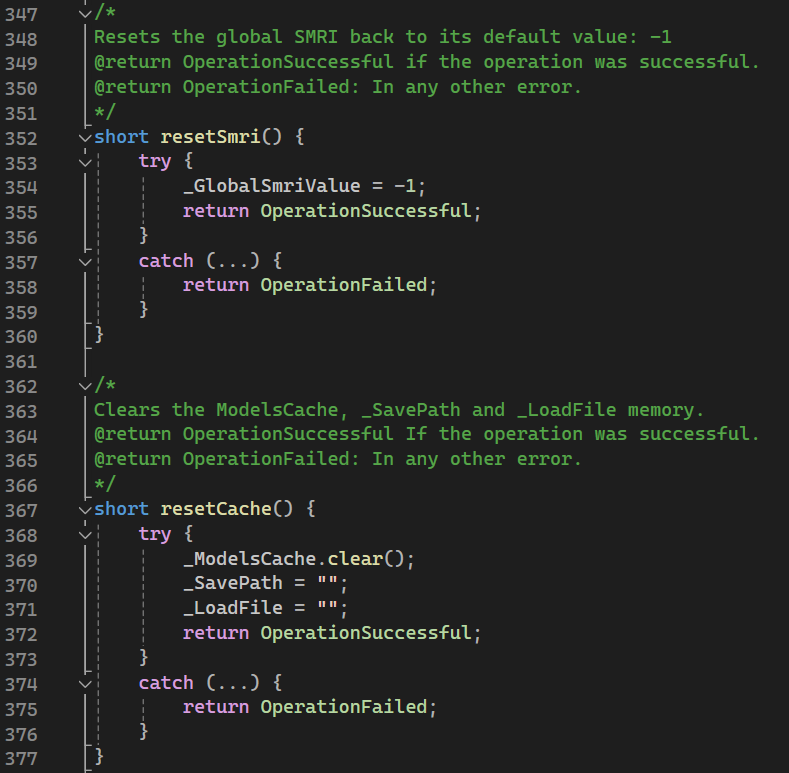 347 /*
348 Resets the global SMRI back to its default value: -1
349 @return OperationSuccessful if the operation was successful.
350 @return OperationFailed: In any other error.
351 */
352 short resetSmri() {
353     try {
354         _GlobalSmriValue = -1;
355         return OperationSuccessful;
356     }
357     catch (...) {
358         return OperationFailed;
359     }
360 }
361
362 /*
363 Clears the ModelsCache, _SavePath and _LoadFile memory.
364 @return OperationSuccessful If the operation was successful.
365 @return OperationFailed: In any other error.
366 */
367 short resetCache() {
368     try {
369         _ModelsCache.clear();
370         _SavePath = "";
371         _LoadFile = "";
372         return OperationSuccessful;
373     }
374     catch (...) {
375         return OperationFailed;
376     }
377 }